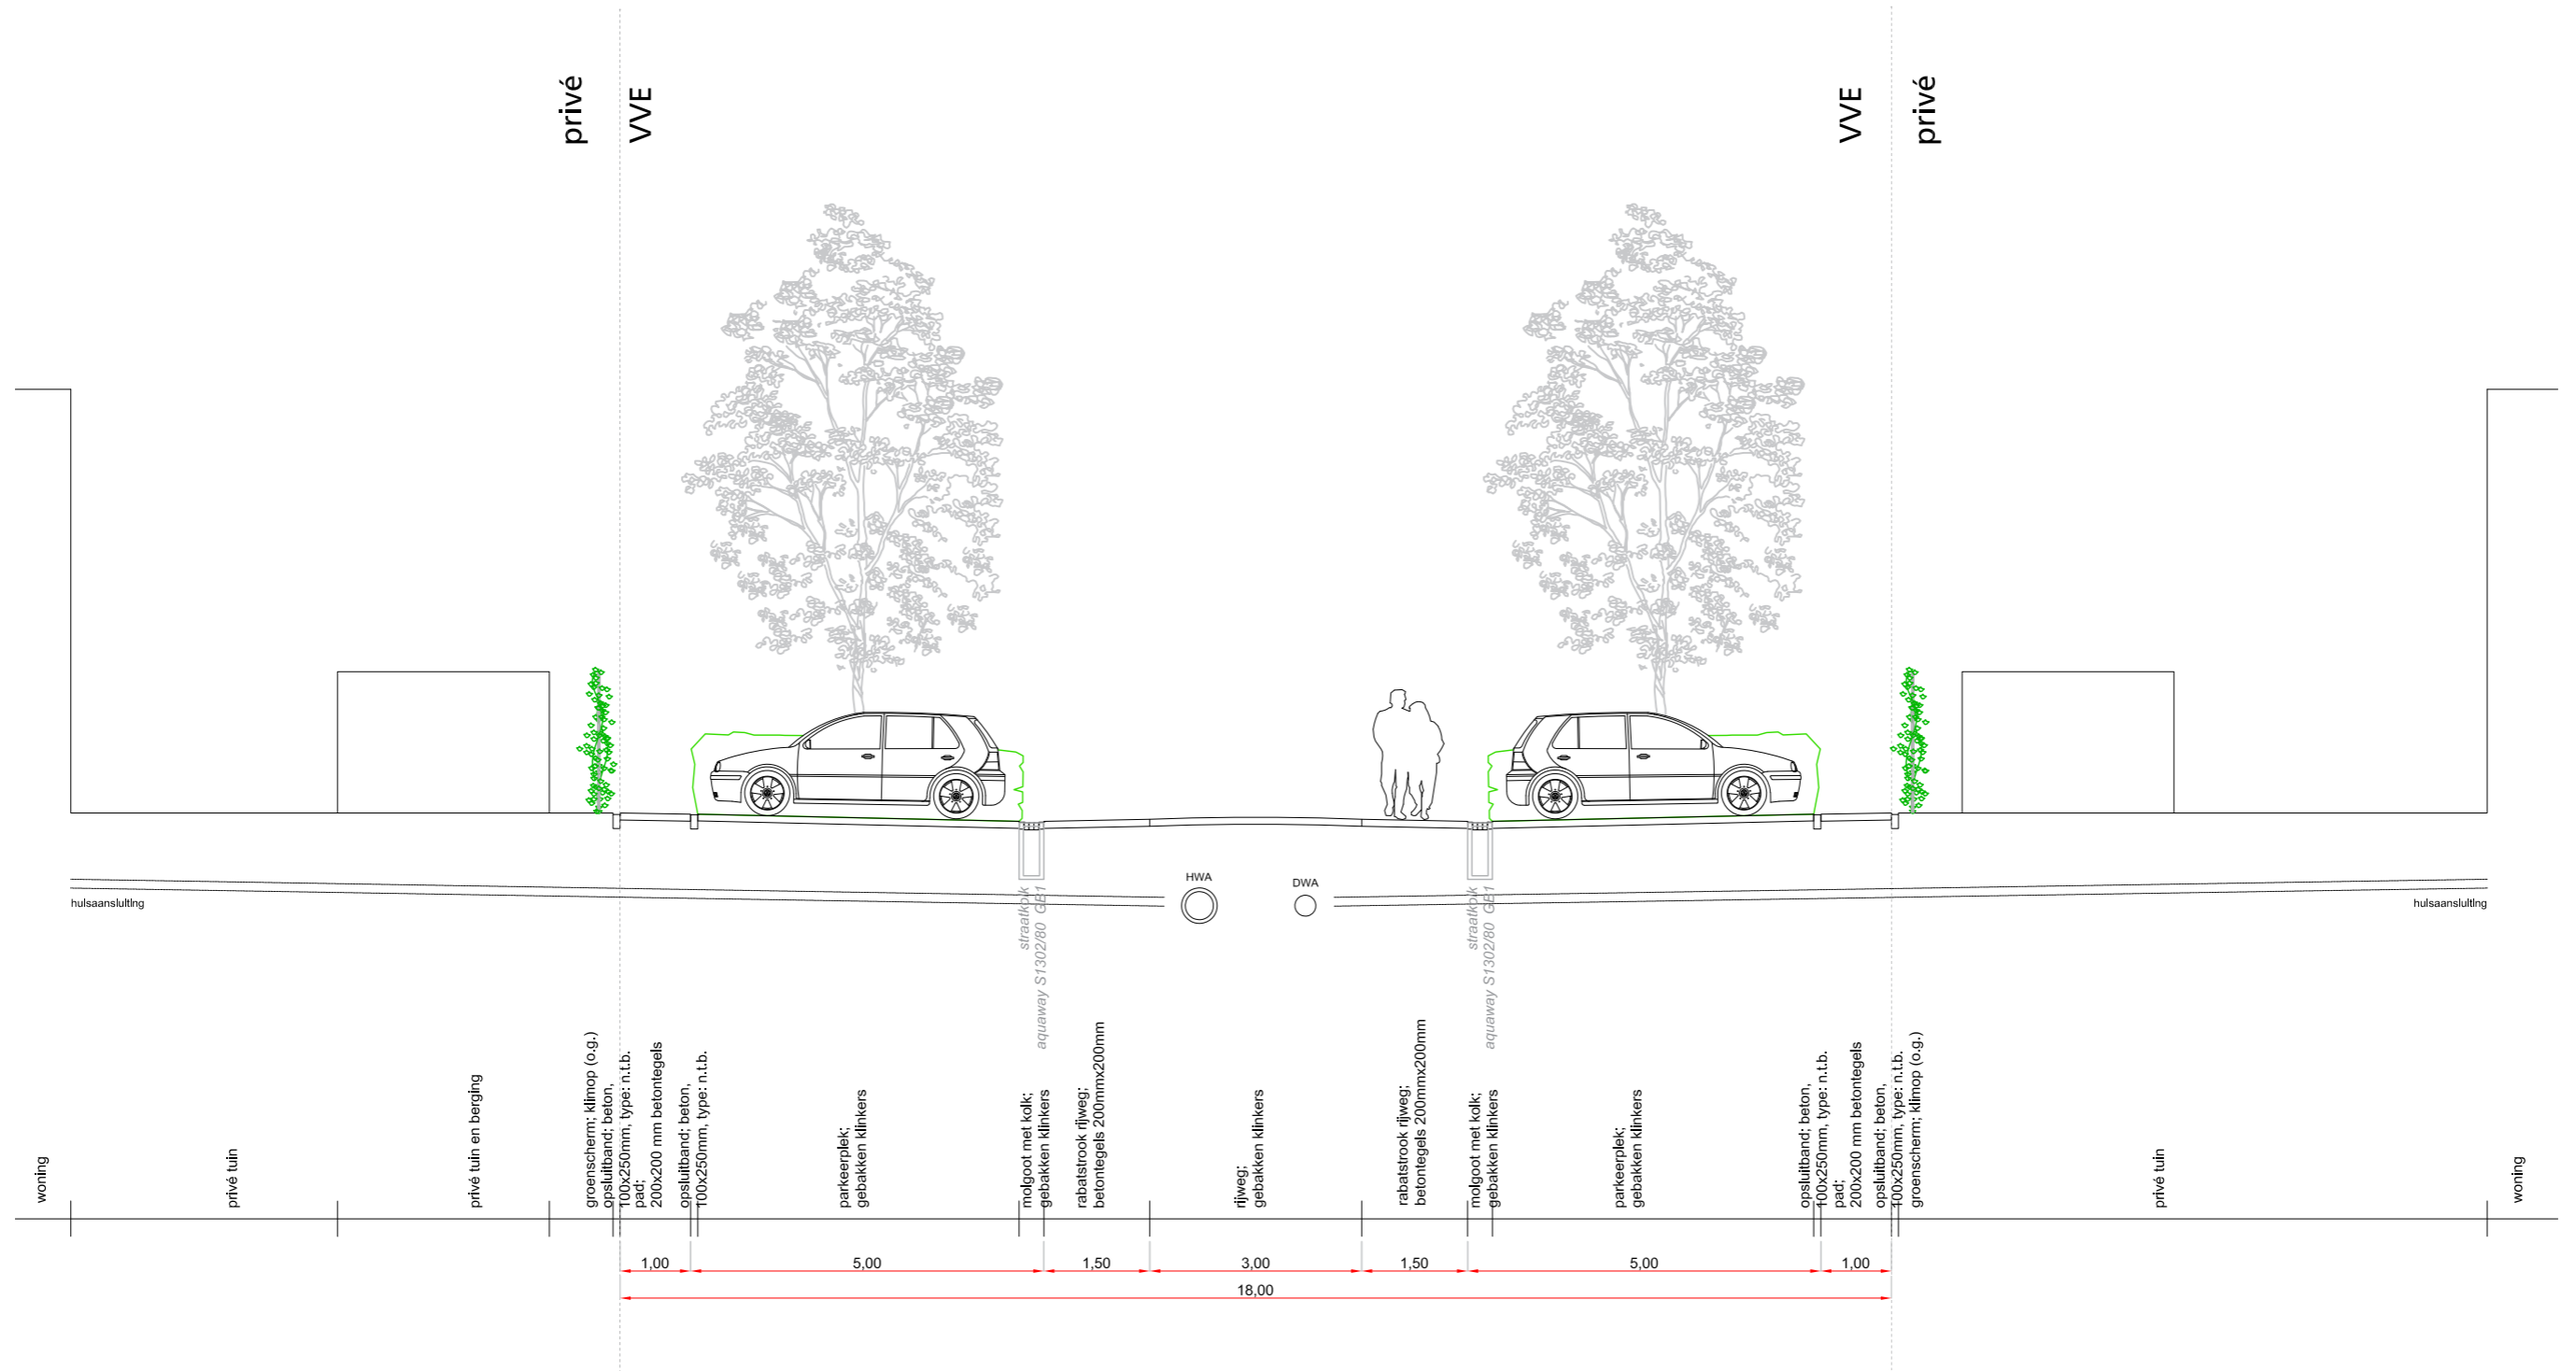 privé
VVE
VVE
privé
HWA
DWA
huisaansluiting
huisaansluiting
straatkolk
aquaway S1302/80 GB1
straatkolk
aquaway S1302/80 GB1
woning
privé tuin
privé tuin en berging
groenscherm; klimop (o.g.)
opsluitband; beton,
100x250mm, type: n.t.b.
pad;
200x200 mm betontegels
opsluitband; beton,
100x250mm, type: n.t.b.
parkeerplek;
gebakken klinkers
molgoot met kolk;
gebakken klinkers
rabatstrook rijweg;
betontegels 200mmx200mm
rijweg;
gebakken klinkers
rabatstrook rijweg;
betontegels 200mmx200mm
molgoot met kolk;
gebakken klinkers
parkeerplek;
gebakken klinkers
opsluitband; beton,
100x250mm, type: n.t.b.
pad;
200x200 mm betontegels
opsluitband; beton,
100x250mm, type: n.t.b.
groenscherm; klimop (o.g.)
privé tuin
woning
1,00
5,00
1,50
3,00
1,50
5,00
1,00
18,00